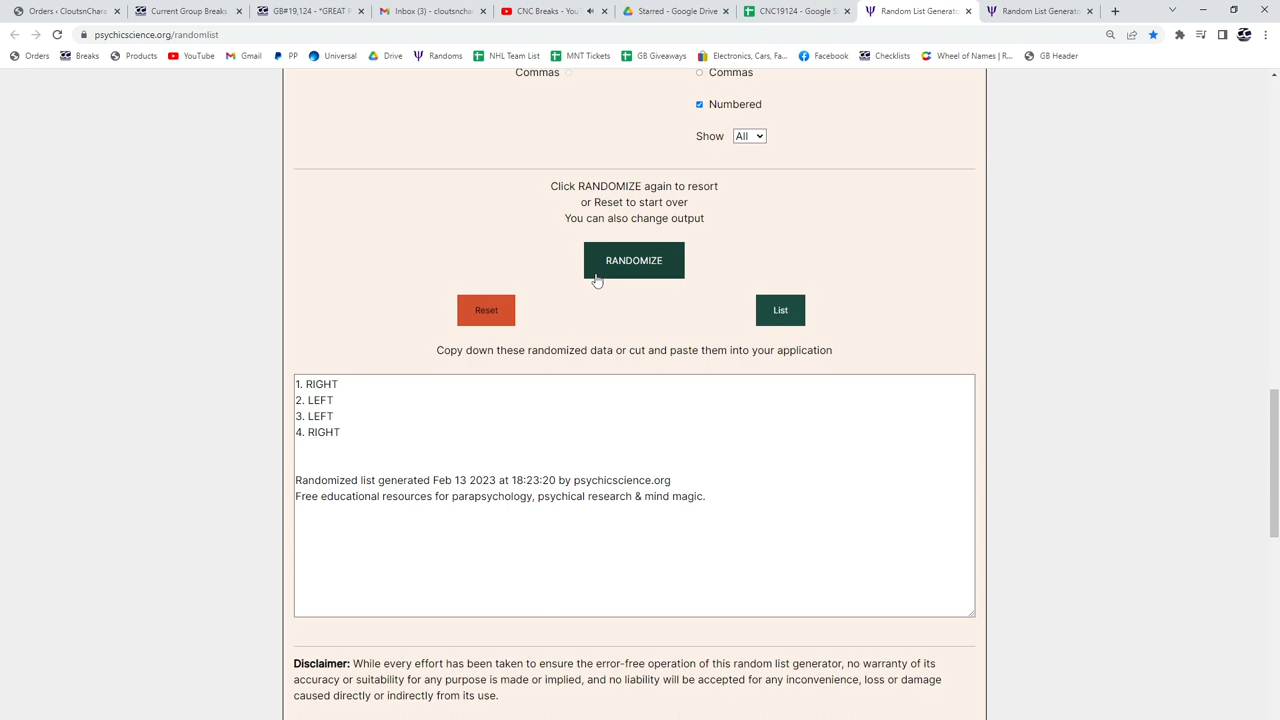 Orders ‹ CloutsnChara
Current Group Breaks
GB#19,124 - *GREAT P
Inbox (3) - cloutsnchar
CNC Breaks - You
Starred - Google Drive
CNC19124 - Google S
Random List Generato
Random List Generato
psychicscience.org/randomlist
Orders
Breaks
Products
YouTube
Gmail
PP
Universal
Drive
Randoms
NHL Team List
MNT Tickets
GB Giveaways
Electronics, Cars, Fa...
Facebook
Checklists
Wheel of Names | R...
GB Header
Commas
Commas
Numbered
Show All
Click RANDOMIZE again to resort
or Reset to start over
You can also change output
RANDOMIZE
Reset
List
Copy down these randomized data or cut and paste them into your application
1. RIGHT
2. LEFT
3. LEFT
4. RIGHT
Randomized list generated Feb 13 2023 at 18:23:20 by psychicscience.org
Free educational resources for parapsychology, psychical research & mind magic.
Disclaimer: While every effort has been taken to ensure the error-free operation of this random list generator, no warranty of its
accuracy or suitability for any purpose is made or implied, and no liability will be accepted for any inconvenience, loss or damage
caused directly or indirectly from its use.